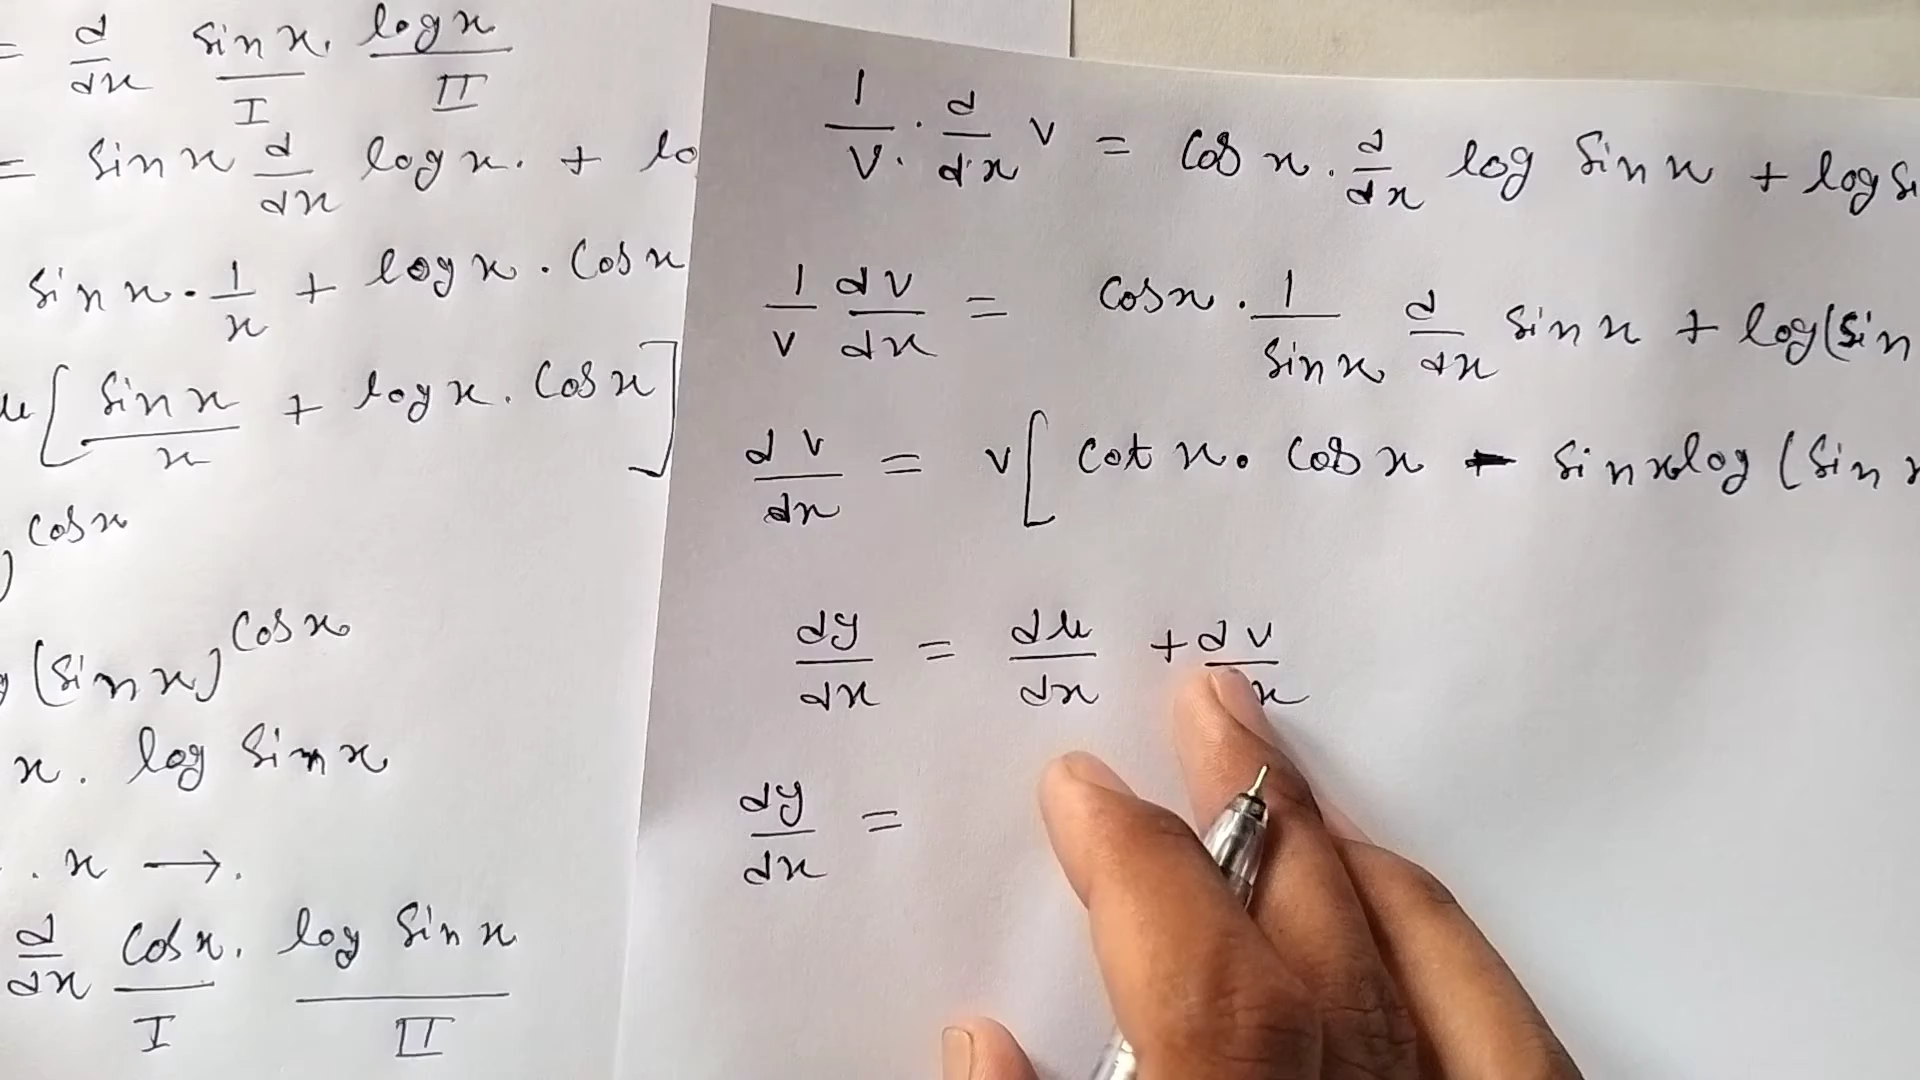 = d/dx sin x. log x
I II
= sin x d/dx log x. + lo
sin x . 1/x + log x . Cos x
u[ sin x/x + log x. Cos x]
) cos x
(sin x)^cos x
x. log sin x
. x →.
d/dx cos x. log sin x
I II
1/v. . d/dx v = cos x. d/dx log sin x + log si
1/v dv/dx = cos x . 1/sin x d/dx sin x + log(sin
dv/dx = v[ cot x. cos x - sin x log (sin x
dy/dx = du/dx + dv/ x
dy/dx =